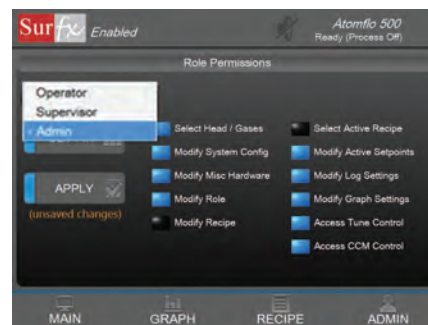 Surfx Enabled
Atomflo 500
Ready (Process Off)
Role Permissions
Operator
Supervisor
Admin
APPLY
(unsaved changes)
Select Head / Gases
Modify System Config
Modify Misc Hardware
Modify Role
Modify Recipe
Select Active Recipe
Modify Active Setpoints
Modify Log Settings
Modify Graph Settings
Access Tune Control
Access CCM Control
MAIN GRAPH RECIPE ADMIN